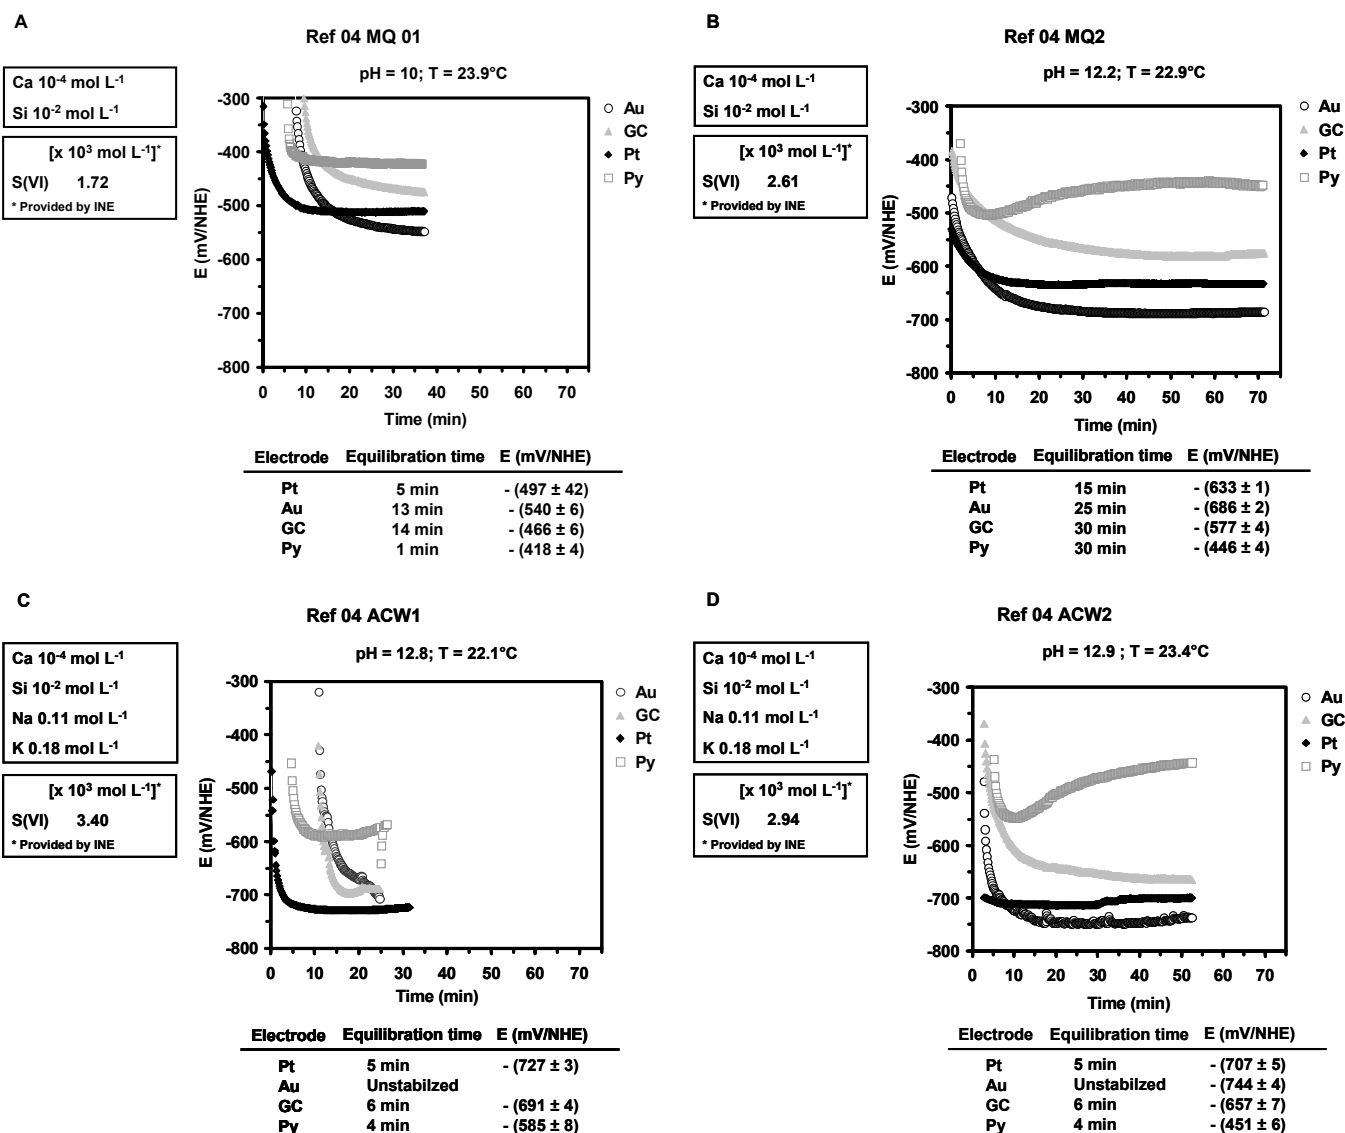 A
Ref 04 MQ 01
pH = 10; T = 23.9°C
Ca 10-4 mol L-1
Si 10-2 mol L-1
[x 103 mol L-1]*
S(VI) 1.72
* Provided by INE
E (mV/NHE)
-300
-400
-500
-600
-700
-800
0 10 20 30 40 50 60 70
Time (min)
Au
GC
Pt
Py
Electrode Equilibration time E (mV/NHE)
Pt 5 min - (497 ± 42)
Au 13 min - (540 ± 6)
GC 14 min - (466 ± 6)
Py 1 min - (418 ± 4)
B
Ref 04 MQ2
pH = 12.2; T = 22.9°C
Ca 10-4 mol L-1
Si 10-2 mol L-1
[x 103 mol L-1]*
S(VI) 2.61
* Provided by INE
E (mV/NHE)
-300
-400
-500
-600
-700
-800
0 10 20 30 40 50 60 70
Time (min)
Au
GC
Pt
Py
Electrode Equilibration time E (mV/NHE)
Pt 15 min - (633 ± 1)
Au 25 min - (686 ± 2)
GC 30 min - (577 ± 4)
Py 30 min - (446 ± 4)
C
Ref 04 ACW1
pH = 12.8; T = 22.1°C
Ca 10-4 mol L-1
Si 10-2 mol L-1
Na 0.11 mol L-1
K 0.18 mol L-1
[x 103 mol L-1]*
S(VI) 3.40
* Provided by INE
E (mV/NHE)
-300
-400
-500
-600
-700
-800
0 10 20 30 40 50 60 70
Time (min)
Au
GC
Pt
Py
Electrode Equilibration time E (mV/NHE)
Pt 5 min - (727 ± 3)
Au Unstabilzed
GC 6 min - (691 ± 4)
Py 4 min - (585 ± 8)
D
Ref 04 ACW2
pH = 12.9 ; T = 23.4°C
Ca 10-4 mol L-1
Si 10-2 mol L-1
Na 0.11 mol L-1
K 0.18 mol L-1
[x 103 mol L-1]*
S(VI) 2.94
* Provided by INE
E (mV/NHE)
-300
-400
-500
-600
-700
-800
0 10 20 30 40 50 60 70
Time (min)
Au
GC
Pt
Py
Electrode Equilibration time E (mV/NHE)
Pt 5 min - (707 ± 5)
Au Unstabilzed - (744 ± 4)
GC 6 min - (657 ± 7)
Py 4 min - (451 ± 6)